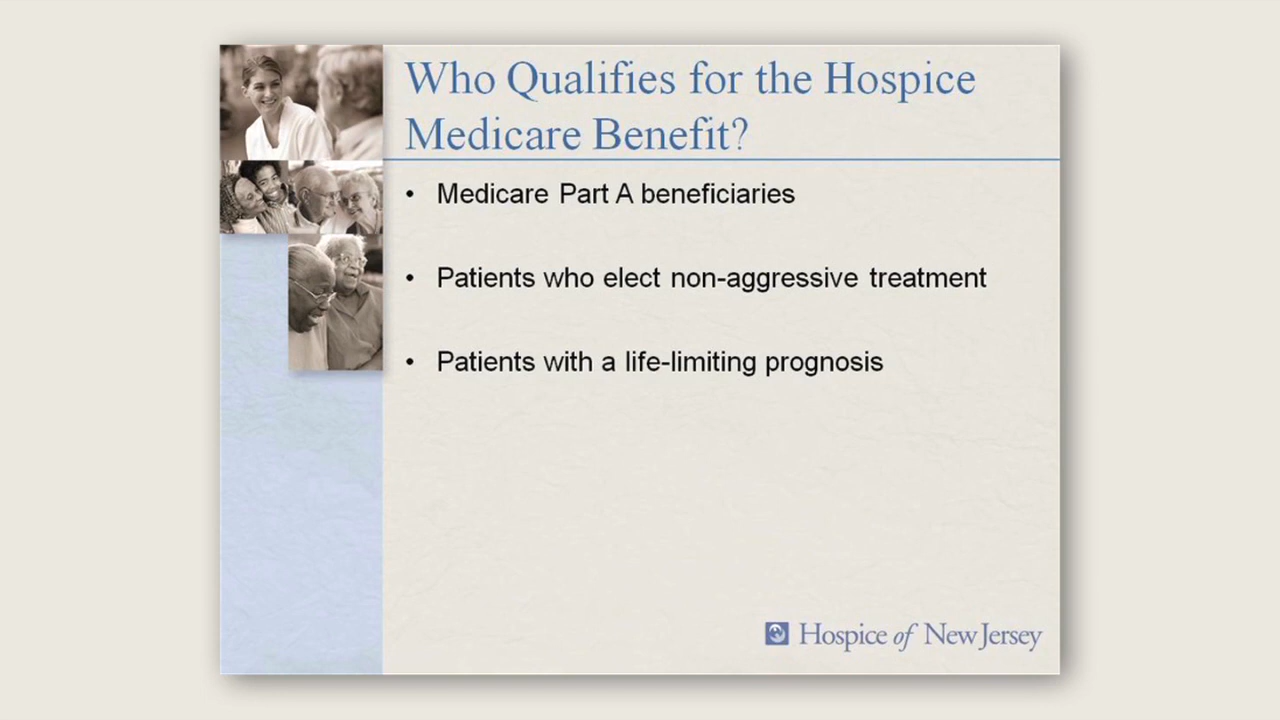 Who Qualifies for the Hospice
Medicare Benefit?
• Medicare Part A beneficiaries
• Patients who elect non-aggressive treatment
• Patients with a life-limiting prognosis
Hospice of New Jersey